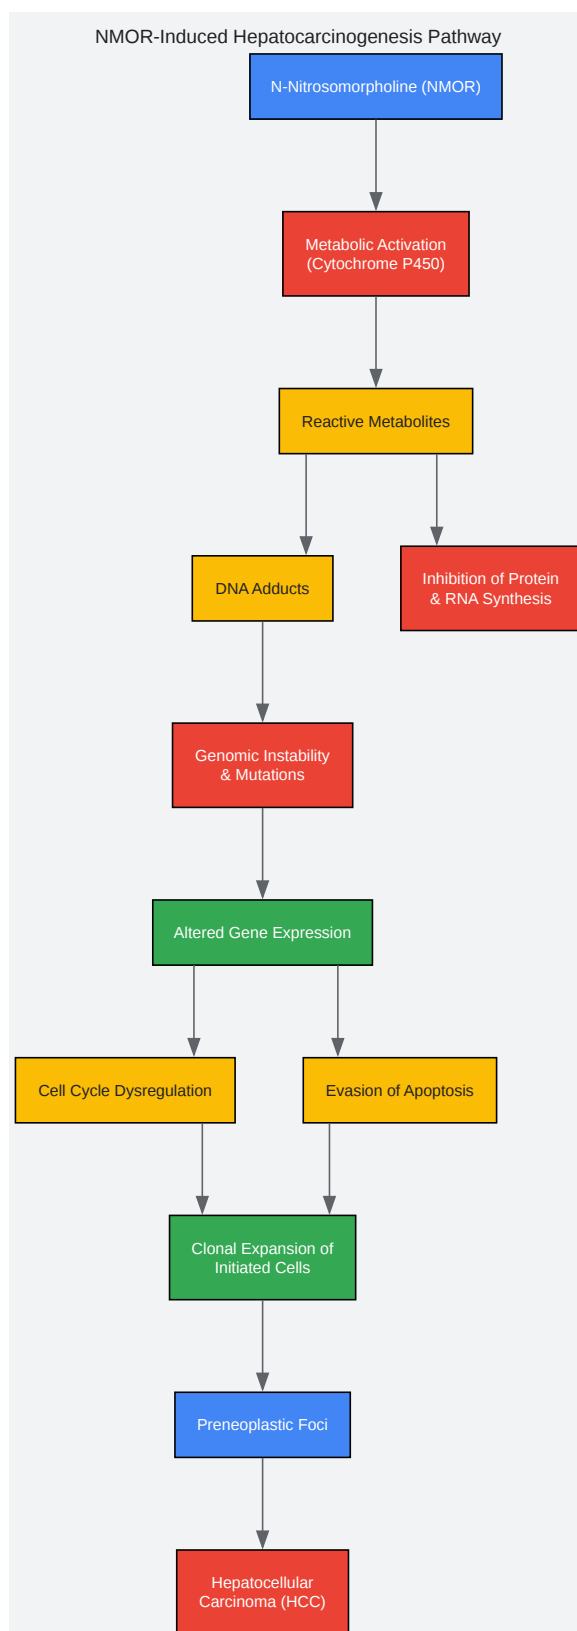 NMOR-Induced Hepatocarcinogenesis Pathway
N-Nitrosomorpholine (NMOR)
Metabolic Activation
(Cytochrome P450)
Reactive Metabolites
DNA Adducts
Inhibition of Protein
& RNA Synthesis
Genomic Instability
& Mutations
Altered Gene Expression
Cell Cycle Dysregulation
Evasion of Apoptosis
Clonal Expansion of
Initiated Cells
Preneoplastic Foci
Hepatocellular
Carcinoma (HCC)